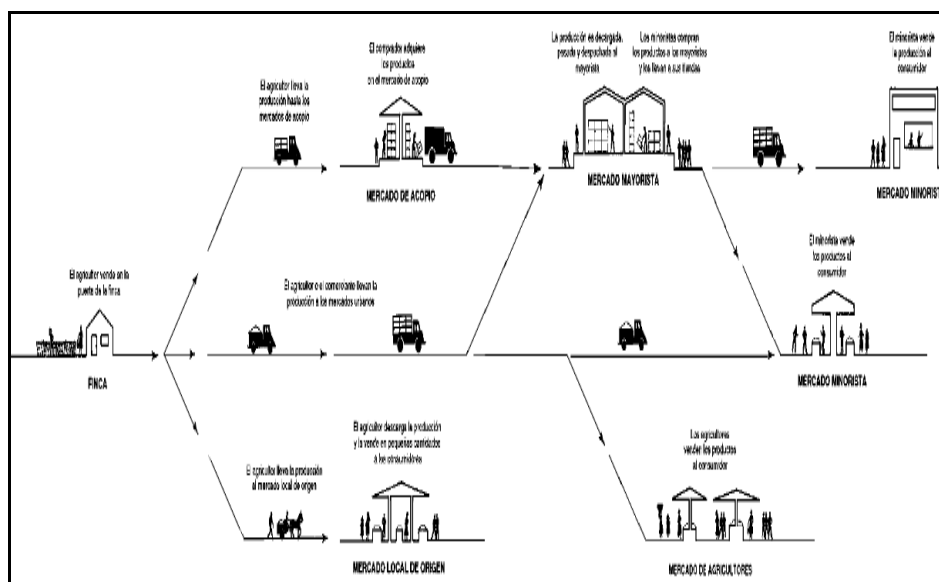 El agricultor lleva la
producción hasta los
mercados de acopio
El comprador adquiere
los productos
en el mercado de acopio
MERCADO DE ACOPIO
La producción es descargada,
pesada y despachada al
mayorista
Los minoristas compran
los productos a los mayoristas
y los llevan a sus tiendas
MERCADO MAYORISTA
El minorista vende
la producción al
consumidor
MERCADO MINORIST
El agricultor vende en la
puerta de la finca
FINCA
El agricultor o el comerciante llevan la
producción a los mercados urbanos
El minorista vende
los productos al
consumidor
MERCADO MINORISTA
El agricultor lleva la producción
al mercado local de origen
El agricultor descarga la producción
y la vende en pequeñas cantidades
a los consumidores
MERCADO LOCAL DE ORIGEN
Los agricultores
venden los productos
al consumidor
MERCADO DE AGRICULTORES